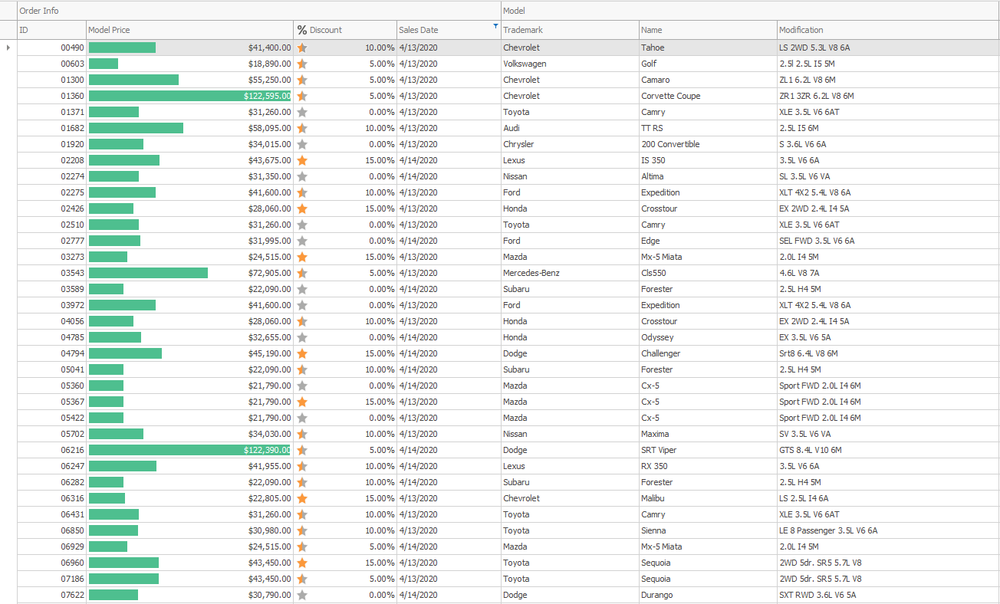 Order Info Model
ID Model Price % Discount Sales Date Trademark Name Modification
00490 $41,400.00 10.00% 4/13/2020 Chevrolet Tahoe LS 2WD 5.3L V8 6A
00603 $18,890.00 5.00% 4/13/2020 Volkswagen Golf 2.5l 2.5L I5 5M
01300 $55,250.00 5.00% 4/13/2020 Chevrolet Camaro ZL1 6.2L V8 6M
01360 $122,595.00 5.00% 4/13/2020 Chevrolet Corvette Coupe ZR1 3ZR 6.2L V8 6M
01371 $31,260.00 0.00% 4/13/2020 Toyota Camry XLE 3.5L V6 6AT
01682 $58,095.00 10.00% 4/13/2020 Audi TT RS 2.5L I5 6M
01920 $34,015.00 0.00% 4/13/2020 Chrysler 200 Convertible S 3.6L V6 6A
02208 $43,675.00 15.00% 4/14/2020 Lexus IS 350 3.5L V6 6A
02274 $31,350.00 0.00% 4/14/2020 Nissan Altima SL 3.5L V6 VA
02275 $41,600.00 10.00% 4/13/2020 Ford Expedition XLT 4X2 5.4L V8 6A
02426 $28,060.00 15.00% 4/13/2020 Honda Crosstour EX 2WD 2.4L I4 5A
02510 $31,260.00 0.00% 4/13/2020 Toyota Camry XLE 3.5L V6 6AT
02777 $31,995.00 0.00% 4/14/2020 Ford Edge SEL FWD 3.5L V6 6A
03273 $24,515.00 15.00% 4/13/2020 Mazda Mx-5 Miata 2.0L I4 5M
03543 $72,905.00 5.00% 4/13/2020 Mercedes-Benz Cls550 4.6L V8 7A
03589 $22,090.00 0.00% 4/14/2020 Subaru Forester 2.5L H4 5M
03972 $41,600.00 0.00% 4/14/2020 Ford Expedition XLT 4X2 5.4L V8 6A
04056 $28,060.00 10.00% 4/13/2020 Honda Crosstour EX 2WD 2.4L I4 5A
04785 $32,655.00 0.00% 4/14/2020 Honda Odyssey EX 3.5L V6 5A
04794 $45,190.00 15.00% 4/14/2020 Dodge Challenger Srt8 6.4L V8 6M
05041 $22,090.00 10.00% 4/14/2020 Subaru Forester 2.5L H4 5M
05360 $21,790.00 0.00% 4/14/2020 Mazda Cx-5 Sport FWD 2.0L I4 6M
05367 $21,790.00 15.00% 4/13/2020 Mazda Cx-5 Sport FWD 2.0L I4 6M
05422 $21,790.00 0.00% 4/13/2020 Mazda Cx-5 Sport FWD 2.0L I4 6M
05702 $34,030.00 10.00% 4/13/2020 Nissan Maxima SV 3.5L V6 VA
06216 $122,390.00 5.00% 4/14/2020 Dodge SRT Viper GTS 8.4L V10 6M
06247 $41,955.00 10.00% 4/14/2020 Lexus RX 350 3.5L V6 6A
06282 $22,090.00 10.00% 4/14/2020 Subaru Forester 2.5L H4 5M
06316 $22,805.00 15.00% 4/13/2020 Chevrolet Malibu LS 2.5L I4 6A
06431 $31,260.00 10.00% 4/13/2020 Toyota Camry XLE 3.5L V6 6AT
06850 $30,980.00 10.00% 4/13/2020 Toyota Sienna LE 8 Passenger 3.5L V6 6A
06929 $24,515.00 5.00% 4/14/2020 Mazda Mx-5 Miata 2.0L I4 5M
06960 $43,450.00 15.00% 4/13/2020 Toyota Sequoia 2WD 5dr. SR5 5.7L V8
07186 $43,450.00 5.00% 4/13/2020 Toyota Sequoia 2WD 5dr. SR5 5.7L V8
07622 $30,790.00 0.00% 4/14/2020 Dodge Durango SXT RWD 3.6L V6 5A